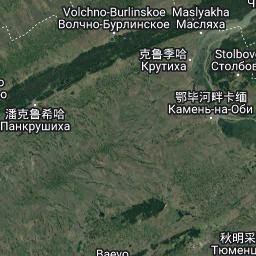 Volchno-Burlinskoe
Волчно-Бурлинское
Maslyakha
Масляха
克鲁季哈
Крутиха
Stolbov
Столбов
潘克鲁希哈
Панкрушиха
鄂毕河畔卡缅
Камень-на-Оби
秋明采
Тюменц
Baevo